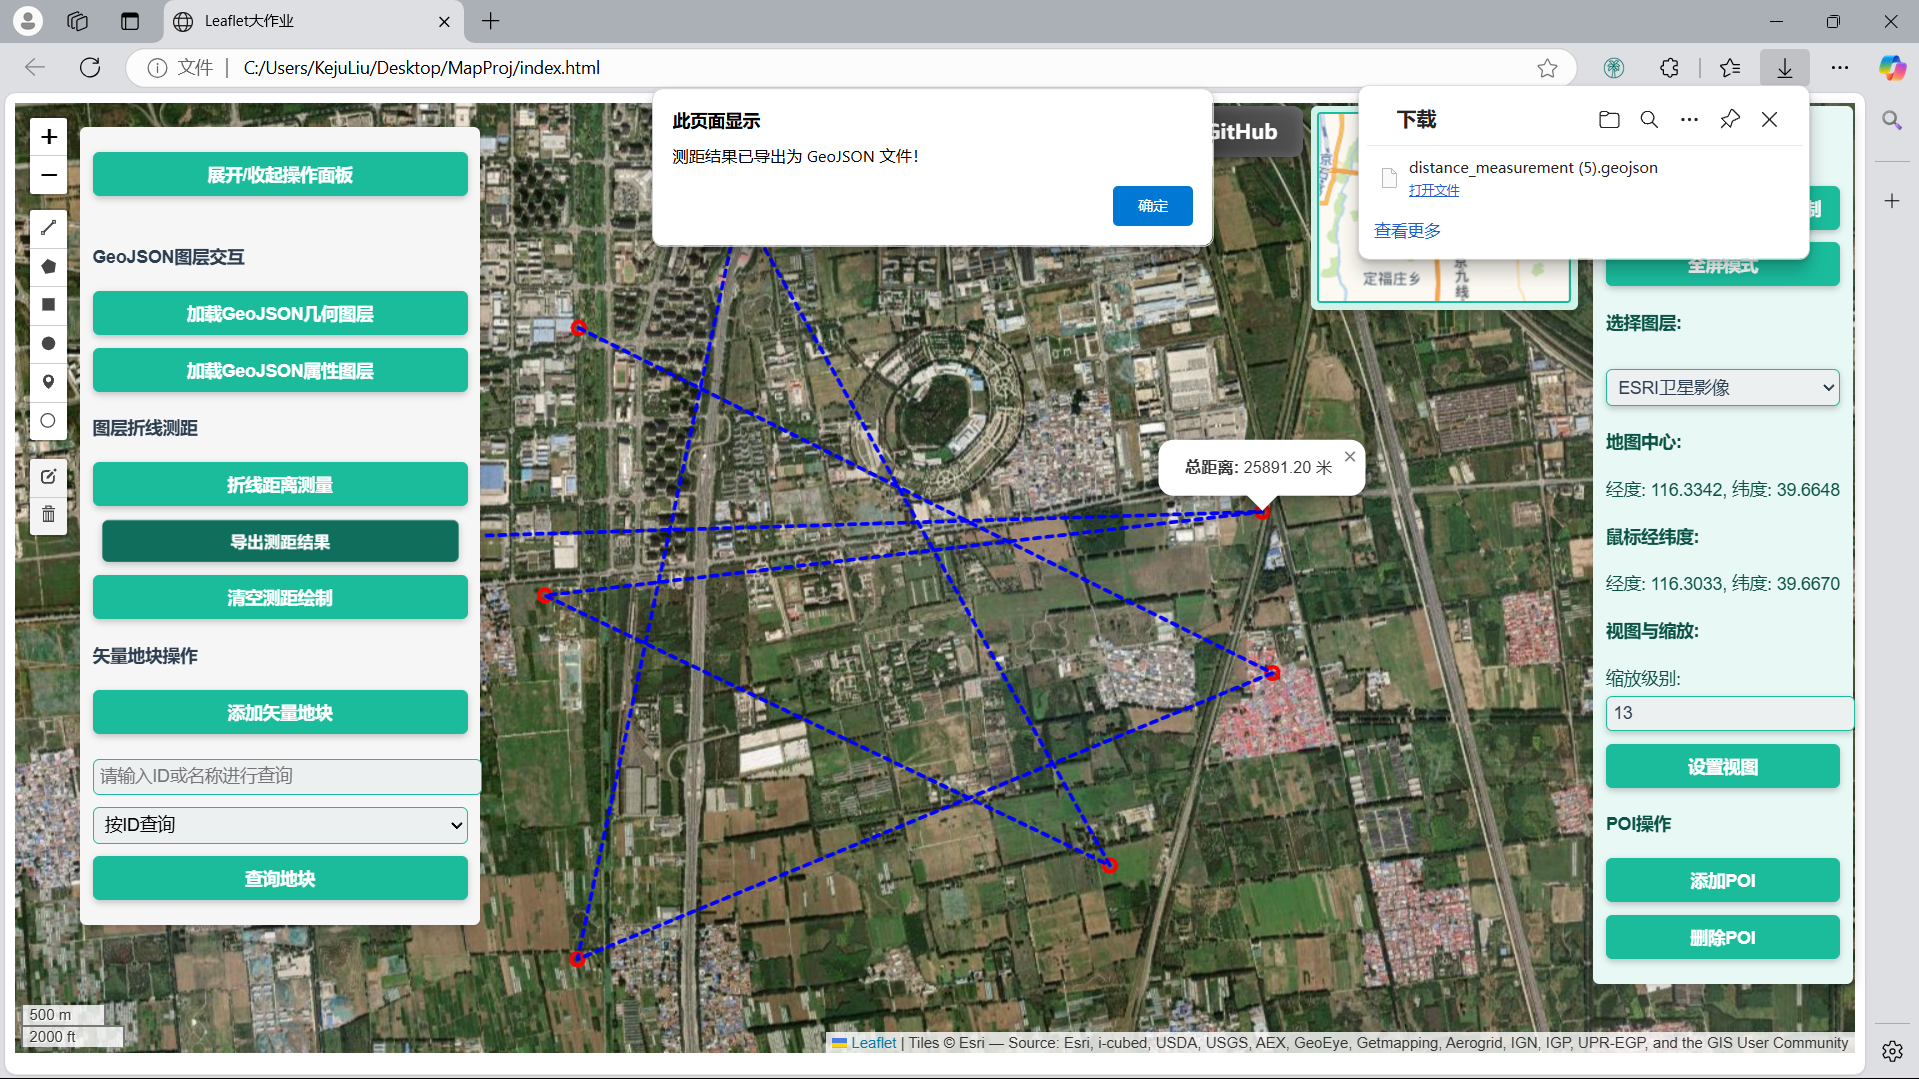 Leaflet大作业
文件
C:/Users/KejuLiu/Desktop/MapProj/index.html
此页面显示
测距结果已导出为 GeoJSON 文件!
确定
GitHub
下载
distance_measurement (5).geojson
打开文件
查看更多
定福庄乡
京九线
+
−
展开/收起操作面板
GeoJSON图层交互
加载GeoJSON几何图层
加载GeoJSON属性图层
图层折线测距
折线距离测量
导出测距结果
清空测距绘制
矢量地块操作
添加矢量地块
请输入ID或名称进行查询
按ID查询
查询地块
总距离: 25891.20 米
制
全屏模式
选择图层:
ESRI卫星影像
地图中心:
经度: 116.3342, 纬度: 39.6648
鼠标经纬度:
经度: 116.3033, 纬度: 39.6670
视图与缩放:
缩放级别:
13
设置视图
POI操作
添加POI
删除POI
500 m
2000 ft
Leaflet | Tiles © Esri — Source: Esri, i-cubed, USDA, USGS, AEX, GeoEye, Getmapping, Aerogrid, IGN, IGP, UPR-EGP, and the GIS User Community